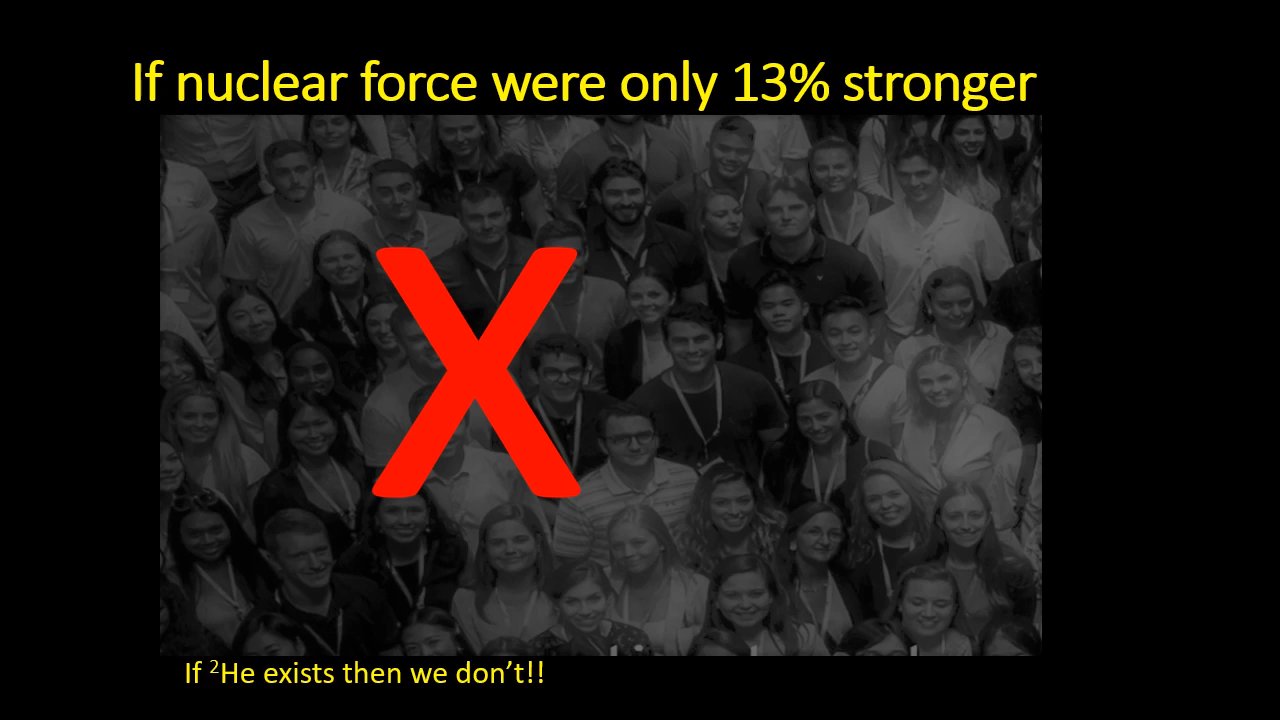 If nuclear force were only 13% stronger
X
If ²He exists then we don't!!